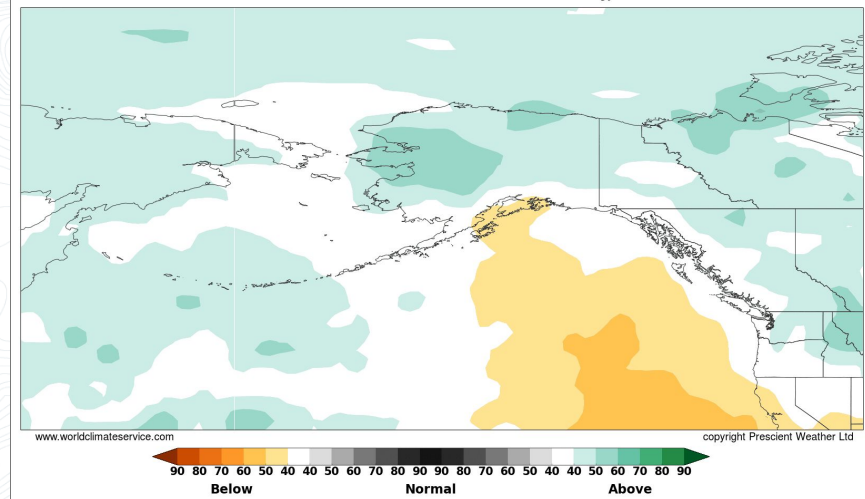 www.worldclimateservice.com
copyright Prescient Weather Ltd
90 80 70 60 50 40 40 50 60 70 80 90 90 80 70 60 50 40 40 50 60 70 80 90
Below Normal Above